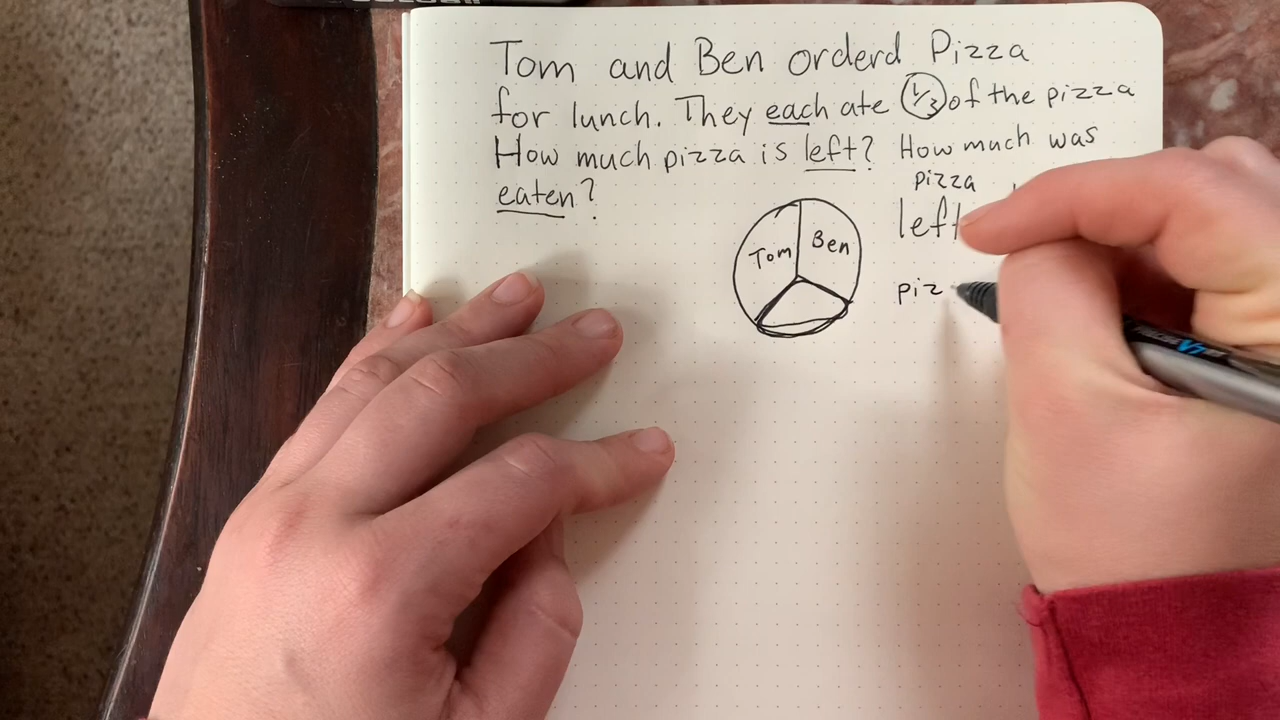 Tom and Ben orderd Pizza
for lunch. They each ate 1/3 of the pizza
How much pizza is left? How much was
eaten?
pizza
left
Tom
Ben
piz